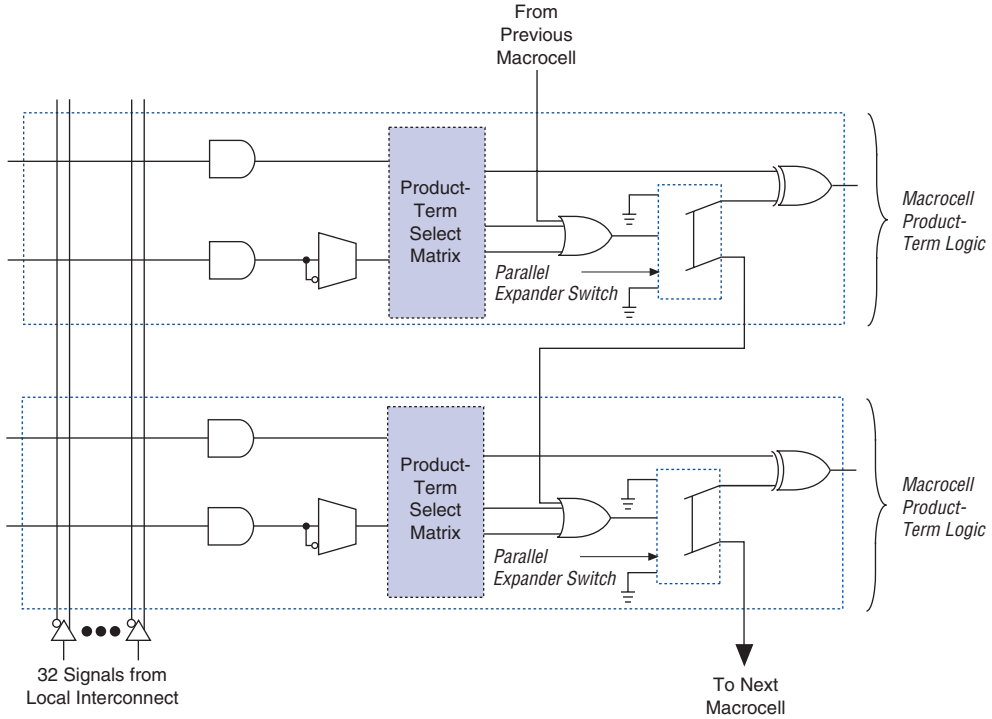 From
Previous
Macrocell
Product-
Term
Select
Matrix
Parallel
Expander Switch
Macrocell
Product-
Term Logic
Product-
Term
Select
Matrix
Parallel
Expander Switch
Macrocell
Product-
Term Logic
32 Signals from
Local Interconnect
To Next
Macrocell